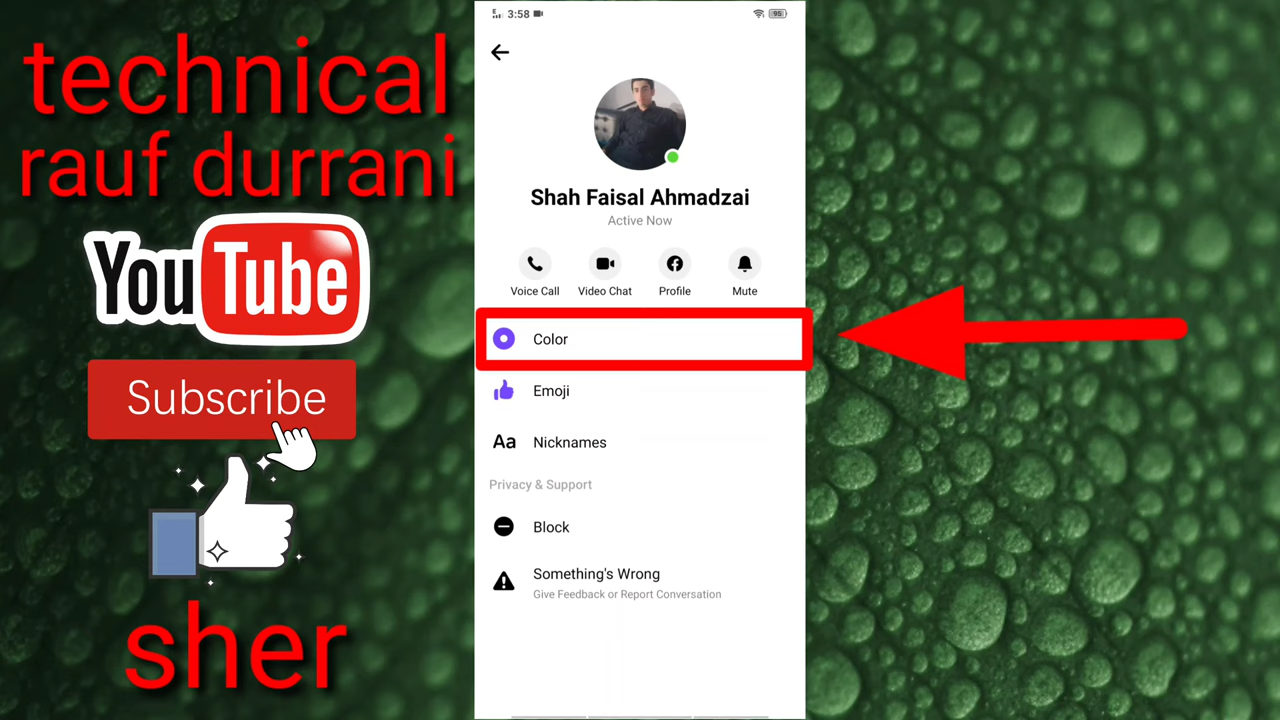 technical
rauf durrani
YouTube
Subscribe
sher
E 3:58 95
Shah Faisal Ahmadzai
Active Now
Voice Call Video Chat Profile Mute
Color
Emoji
Aa Nicknames
Privacy & Support
Block
Something's Wrong
Give Feedback or Report Conversation